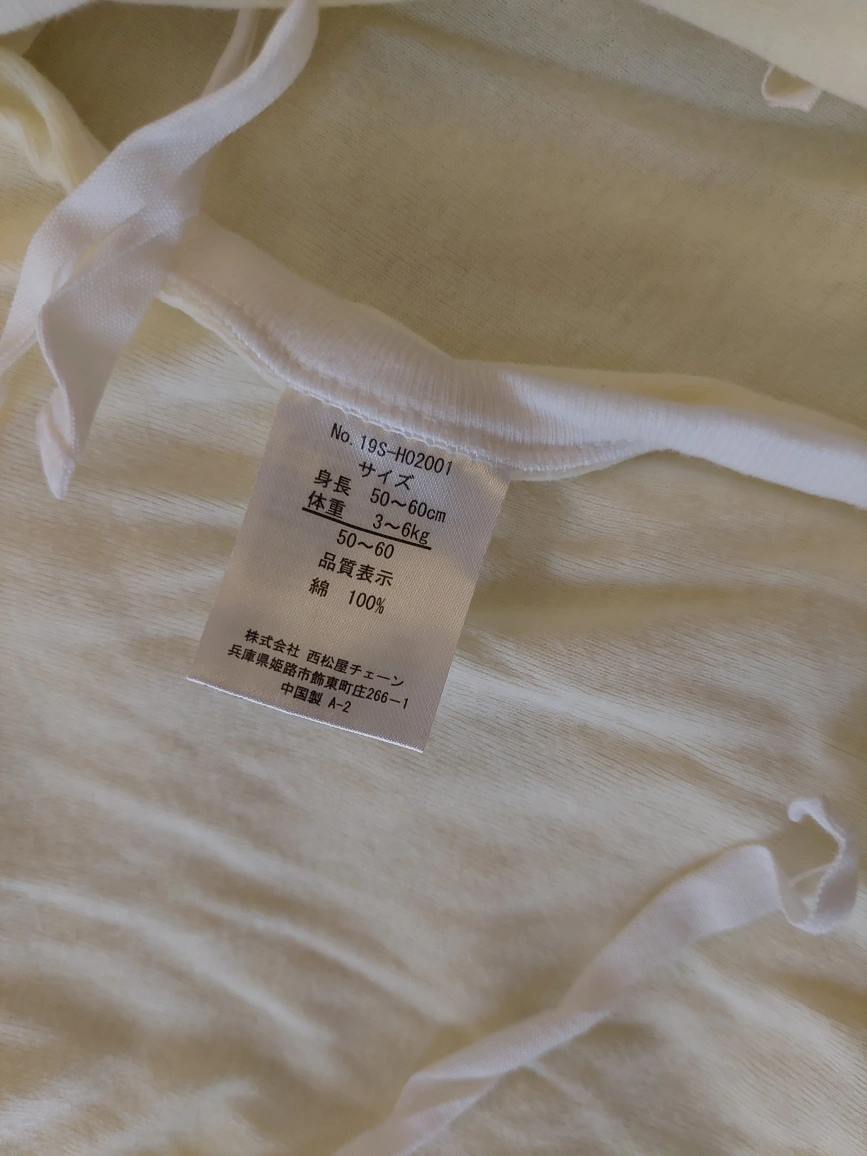 No. 19S-H02001
サイズ
身長 50〜60cm
体重 3〜6kg
50〜60
品質表示
綿 100%
株式会社 西松屋チェーン
兵庫県姫路市飾東町庄266-1
中国製 A-2